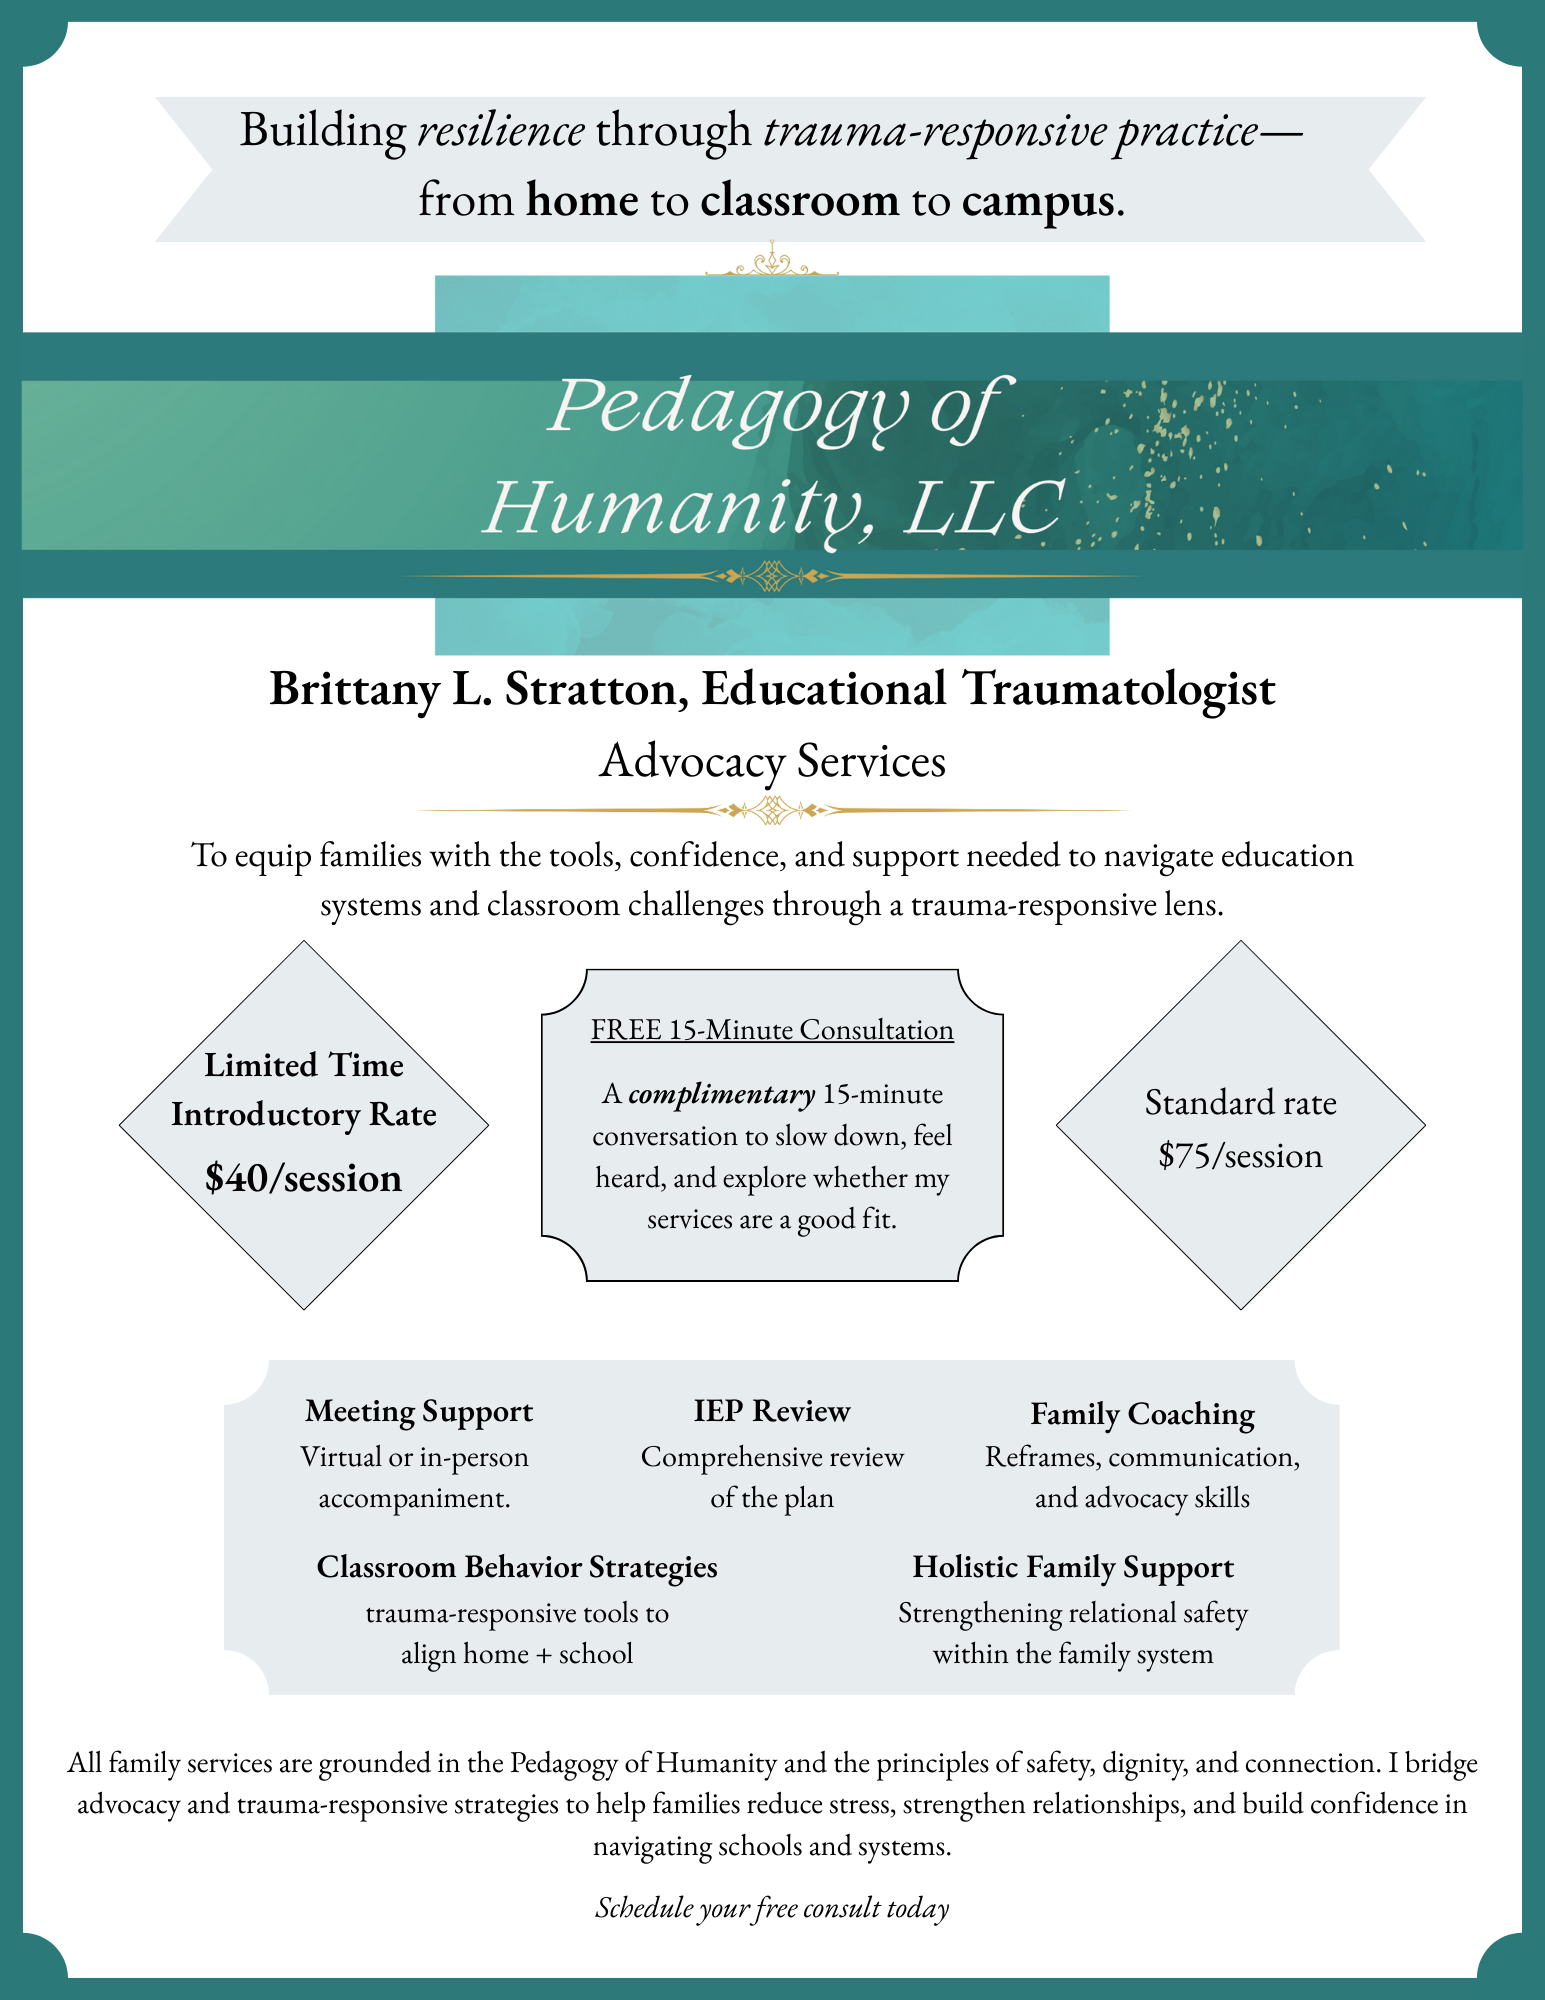 Building resilience through trauma-responsive practice—
from home to classroom to campus.
Pedagogy of
Humanity, LLC
Brittany L. Stratton, Educational Traumatologist
Advocacy Services
To equip families with the tools, confidence, and support needed to navigate education
systems and classroom challenges through a trauma-responsive lens.
Limited Time
Introductory Rate
$40/session
FREE 15-Minute Consultation
A complimentary 15-minute
conversation to slow down, feel
heard, and explore whether my
services are a good fit.
Standard rate
$75/session
Meeting Support
Virtual or in-person
accompaniment.
IEP Review
Comprehensive review
of the plan
Family Coaching
Reframes, communication,
and advocacy skills
Classroom Behavior Strategies
trauma-responsive tools to
align home + school
Holistic Family Support
Strengthening relational safety
within the family system
All family services are grounded in the Pedagogy of Humanity and the principles of safety, dignity, and connection. I bridge
advocacy and trauma-responsive strategies to help families reduce stress, strengthen relationships, and build confidence in
navigating schools and systems.
Schedule your free consult today